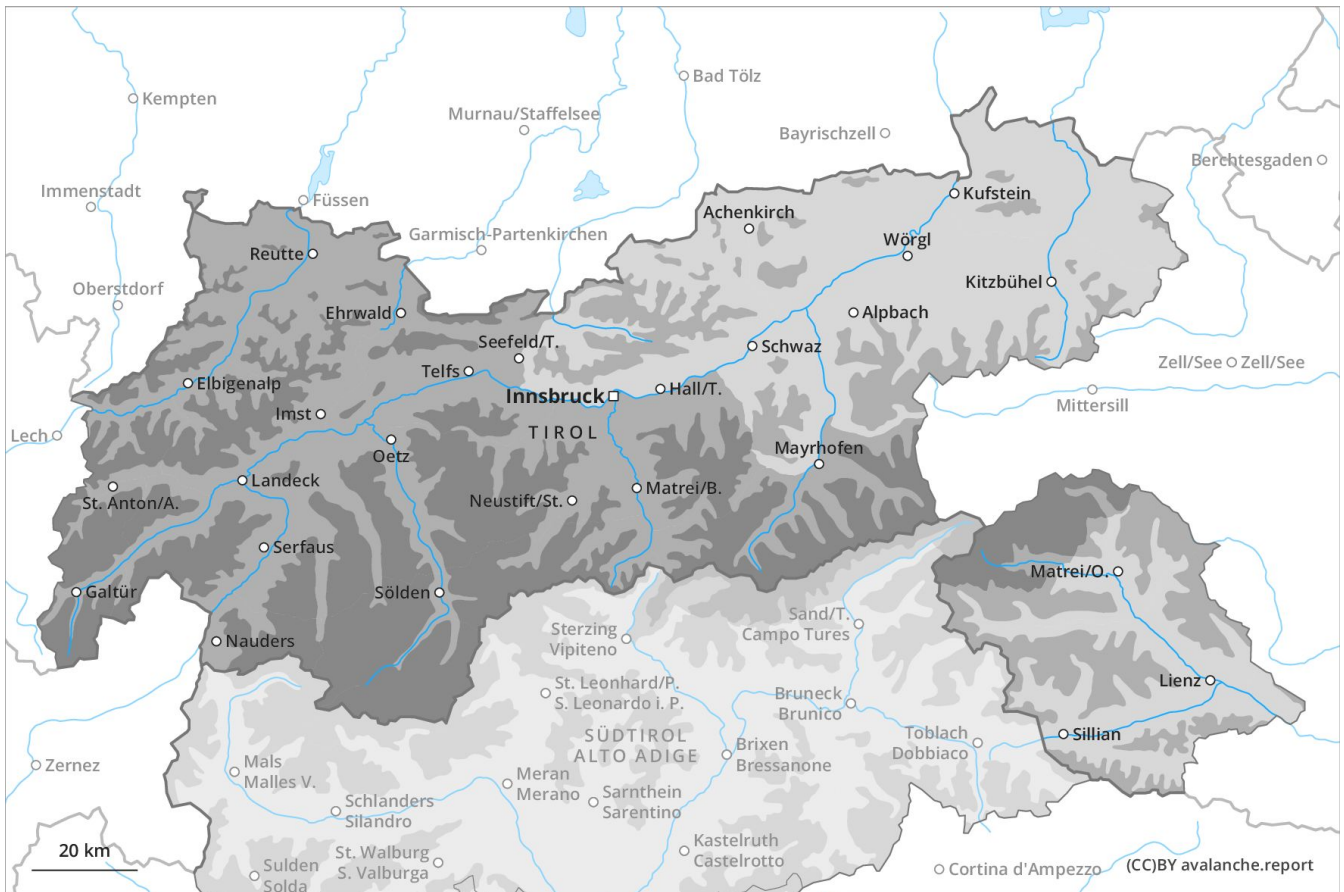 Kempten
Bad Tölz
Murnau/Staffelsee
Bayrischzell
Berchtesgaden
Immenstadt
Füssen
Kufstein
Achenkirch
Garmisch-Partenkirchen
Wörgl
Reutte
Oberstdorf
Kitzbühel
Ehrwald
Alpbach
Seefeld/T.
Schwaz
Telfs
Zell/See
Zell/See
Elbigenalp
Hall/T.
Mittersill
Innsbruck
Imst
Lech
TIROL
Oetz
Mayrhofen
Landeck
Matrei/B.
St. Anton/A.
Neustift/St.
Serfaus
Matrei/O.
Galtür
Sölden
Sand/T.
Campo Tures
Sterzing
Vipiteno
Nauders
Lienz
St. Leonhard/P.
S. Leonardo i. P.
Bruneck
Brunico
Sillian
SÜDTIROL
ALTO ADIGE
Toblach
Dobbiaco
Brixen
Bressanone
Zernez
Mals
Malles V.
Meran
Merano
Sarnthein
Sarentino
Schlanders
Silandro
Kastelruth
Castelrotto
20 km
St. Walburg
S. Valburga
Sulden
Solda
Cortina d'Ampezzo
(CC)BY avalanche.report